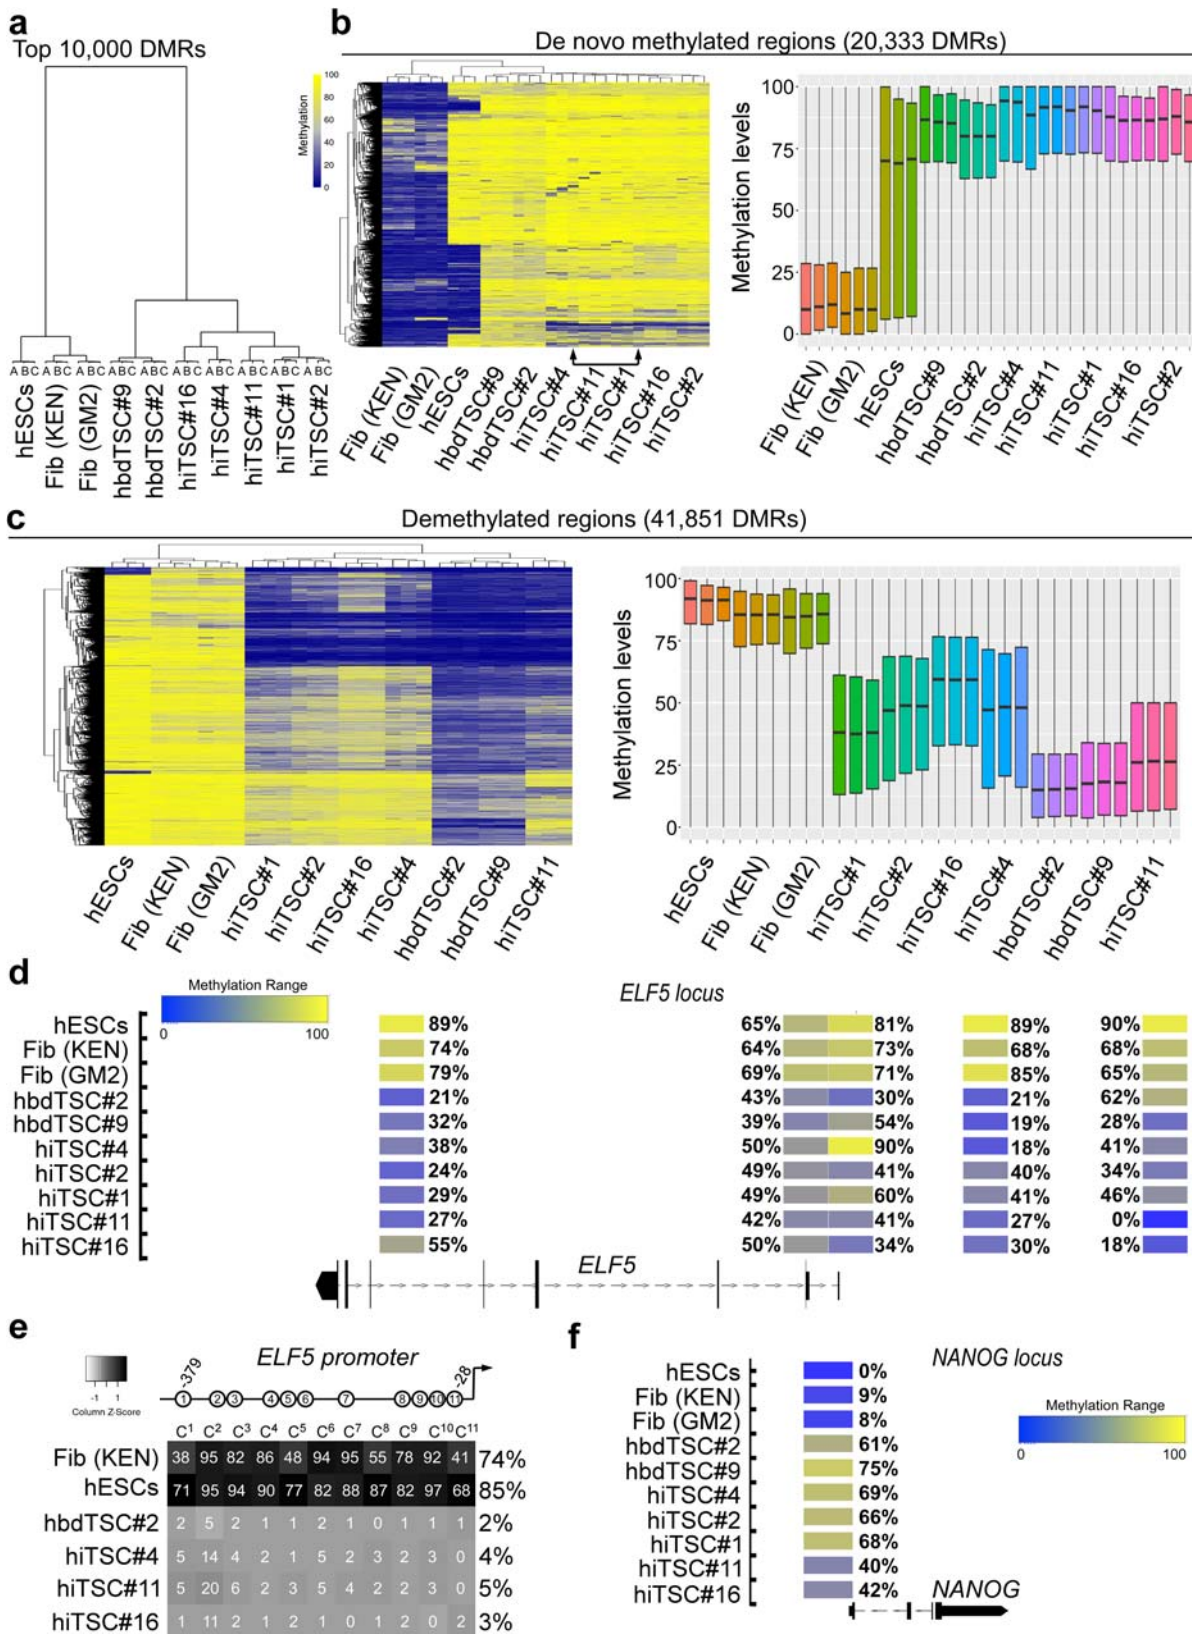 a
Top 10,000 DMRs
A B C A B C A B C A B C A B C A B C A B C A B C A B C A B C
hESCs
Fib (KEN)
Fib (GM2)
hbdTSC#9
hbdTSC#2
hiTSC#16
hiTSC#4
hiTSC#11
hiTSC#1
hiTSC#2
b
De novo methylated regions (20,333 DMRs)
Methylation
100
80
60
40
20
0
Fib (KEN)
Fib (GM2)
hESCs
hbdTSC#9
hbdTSC#2
hiTSC#4
hiTSC#11
hiTSC#1
hiTSC#16
hiTSC#2
Methylation levels
100
75
50
25
0
Fib (KEN)
Fib (GM2)
hESCs
hbdTSC#9
hbdTSC#2
hiTSC#4
hiTSC#11
hiTSC#1
hiTSC#16
hiTSC#2
c
Demethylated regions (41,851 DMRs)
hESCs
Fib (KEN)
Fib (GM2)
hiTSC#1
hiTSC#2
hiTSC#16
hiTSC#4
hbdTSC#2
hbdTSC#9
hiTSC#11
Methylation levels
100
75
50
25
0
hESCs
Fib (KEN)
Fib (GM2)
hiTSC#1
hiTSC#2
hiTSC#16
hiTSC#4
hbdTSC#2
hbdTSC#9
hiTSC#11
d
Methylation Range
0 100
ELF5 locus
hESCs 89% 65% 81% 89% 90%
Fib (KEN) 74% 64% 73% 68% 68%
Fib (GM2) 79% 69% 71% 85% 65%
hbdTSC#2 21% 43% 30% 21% 62%
hbdTSC#9 32% 39% 54% 19% 28%
hiTSC#4 38% 50% 90% 18% 41%
hiTSC#2 24% 49% 41% 40% 34%
hiTSC#1 29% 49% 60% 41% 46%
hiTSC#11 27% 42% 41% 27% 0%
hiTSC#16 55% 50% 34% 30% 18%
ELF5
e
-1 1
Column Z-Score
ELF5 promoter
-379 -28
1 2 3 4 5 6 7 8 9 10 11
C1 C2 C3 C4 C5 C6 C7 C8 C9 C10 C11
Fib (KEN) 38 95 82 86 48 94 95 55 78 92 41 74%
hESCs 71 95 94 90 77 82 88 87 82 97 68 85%
hbdTSC#2 2 5 2 1 1 2 1 0 1 1 1 2%
hiTSC#4 5 14 4 2 1 5 2 3 2 3 0 4%
hiTSC#11 5 20 6 2 3 5 4 2 2 3 0 5%
hiTSC#16 1 11 2 1 2 1 0 1 2 0 2 3%
f
NANOG locus
Methylation Range
0 100
hESCs 0%
Fib (KEN) 9%
Fib (GM2) 8%
hbdTSC#2 61%
hbdTSC#9 75%
hiTSC#4 69%
hiTSC#2 66%
hiTSC#1 68%
hiTSC#11 40%
hiTSC#16 42%
NANOG